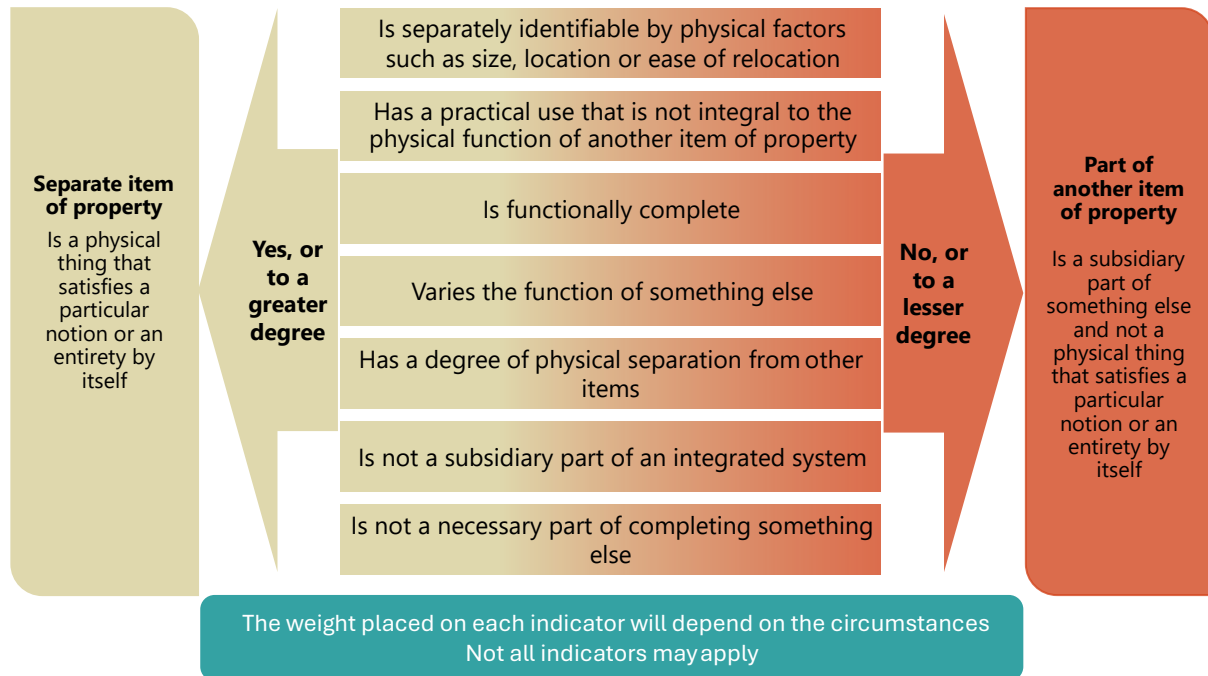 Separate item
of property
Is a physical
thing that
satisfies a
particular
notion or an
entirety by
itself
Yes, or
to a
greater
degree
Is separately identifiable by physical factors
such as size, location or ease of relocation
Has a practical use that is not integral to the
physical function of another item of property
Is functionally complete
Varies the function of something else
Has a degree of physical separation from other
items
Is not a subsidiary part of an integrated system
Is not a necessary part of completing something
else
No, or
to a
lesser
degree
Part of
another item
of property
Is a subsidiary
part of
something else
and not a
physical thing
that satisfies a
particular
notion or an
entirety by
itself
The weight placed on each indicator will depend on the circumstances
Not all indicators may apply